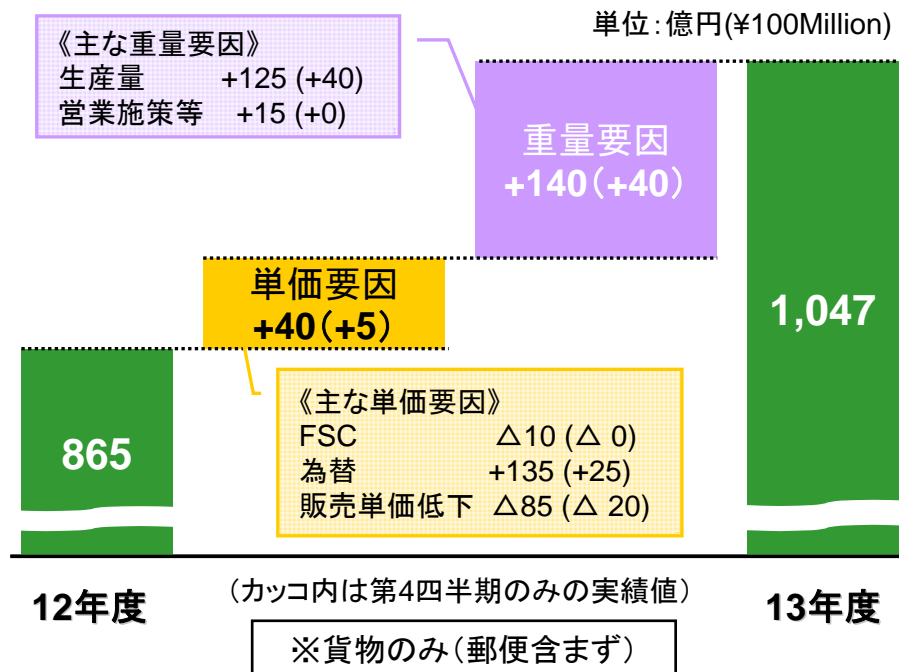 単位:億円(¥100Million)
《主な重量要因》
生産量 +125 (+40)
営業施策等 +15 (+0)
重量要因
+140(+40)
単価要因
+40(+5)
1,047
865
《主な単価要因》
FSC △10 (△ 0)
為替 +135 (+25)
販売単価低下 △85 (△ 20)
12年度
(カッコ内は第4四半期のみの実績値)
13年度
※貨物のみ(郵便含まず)